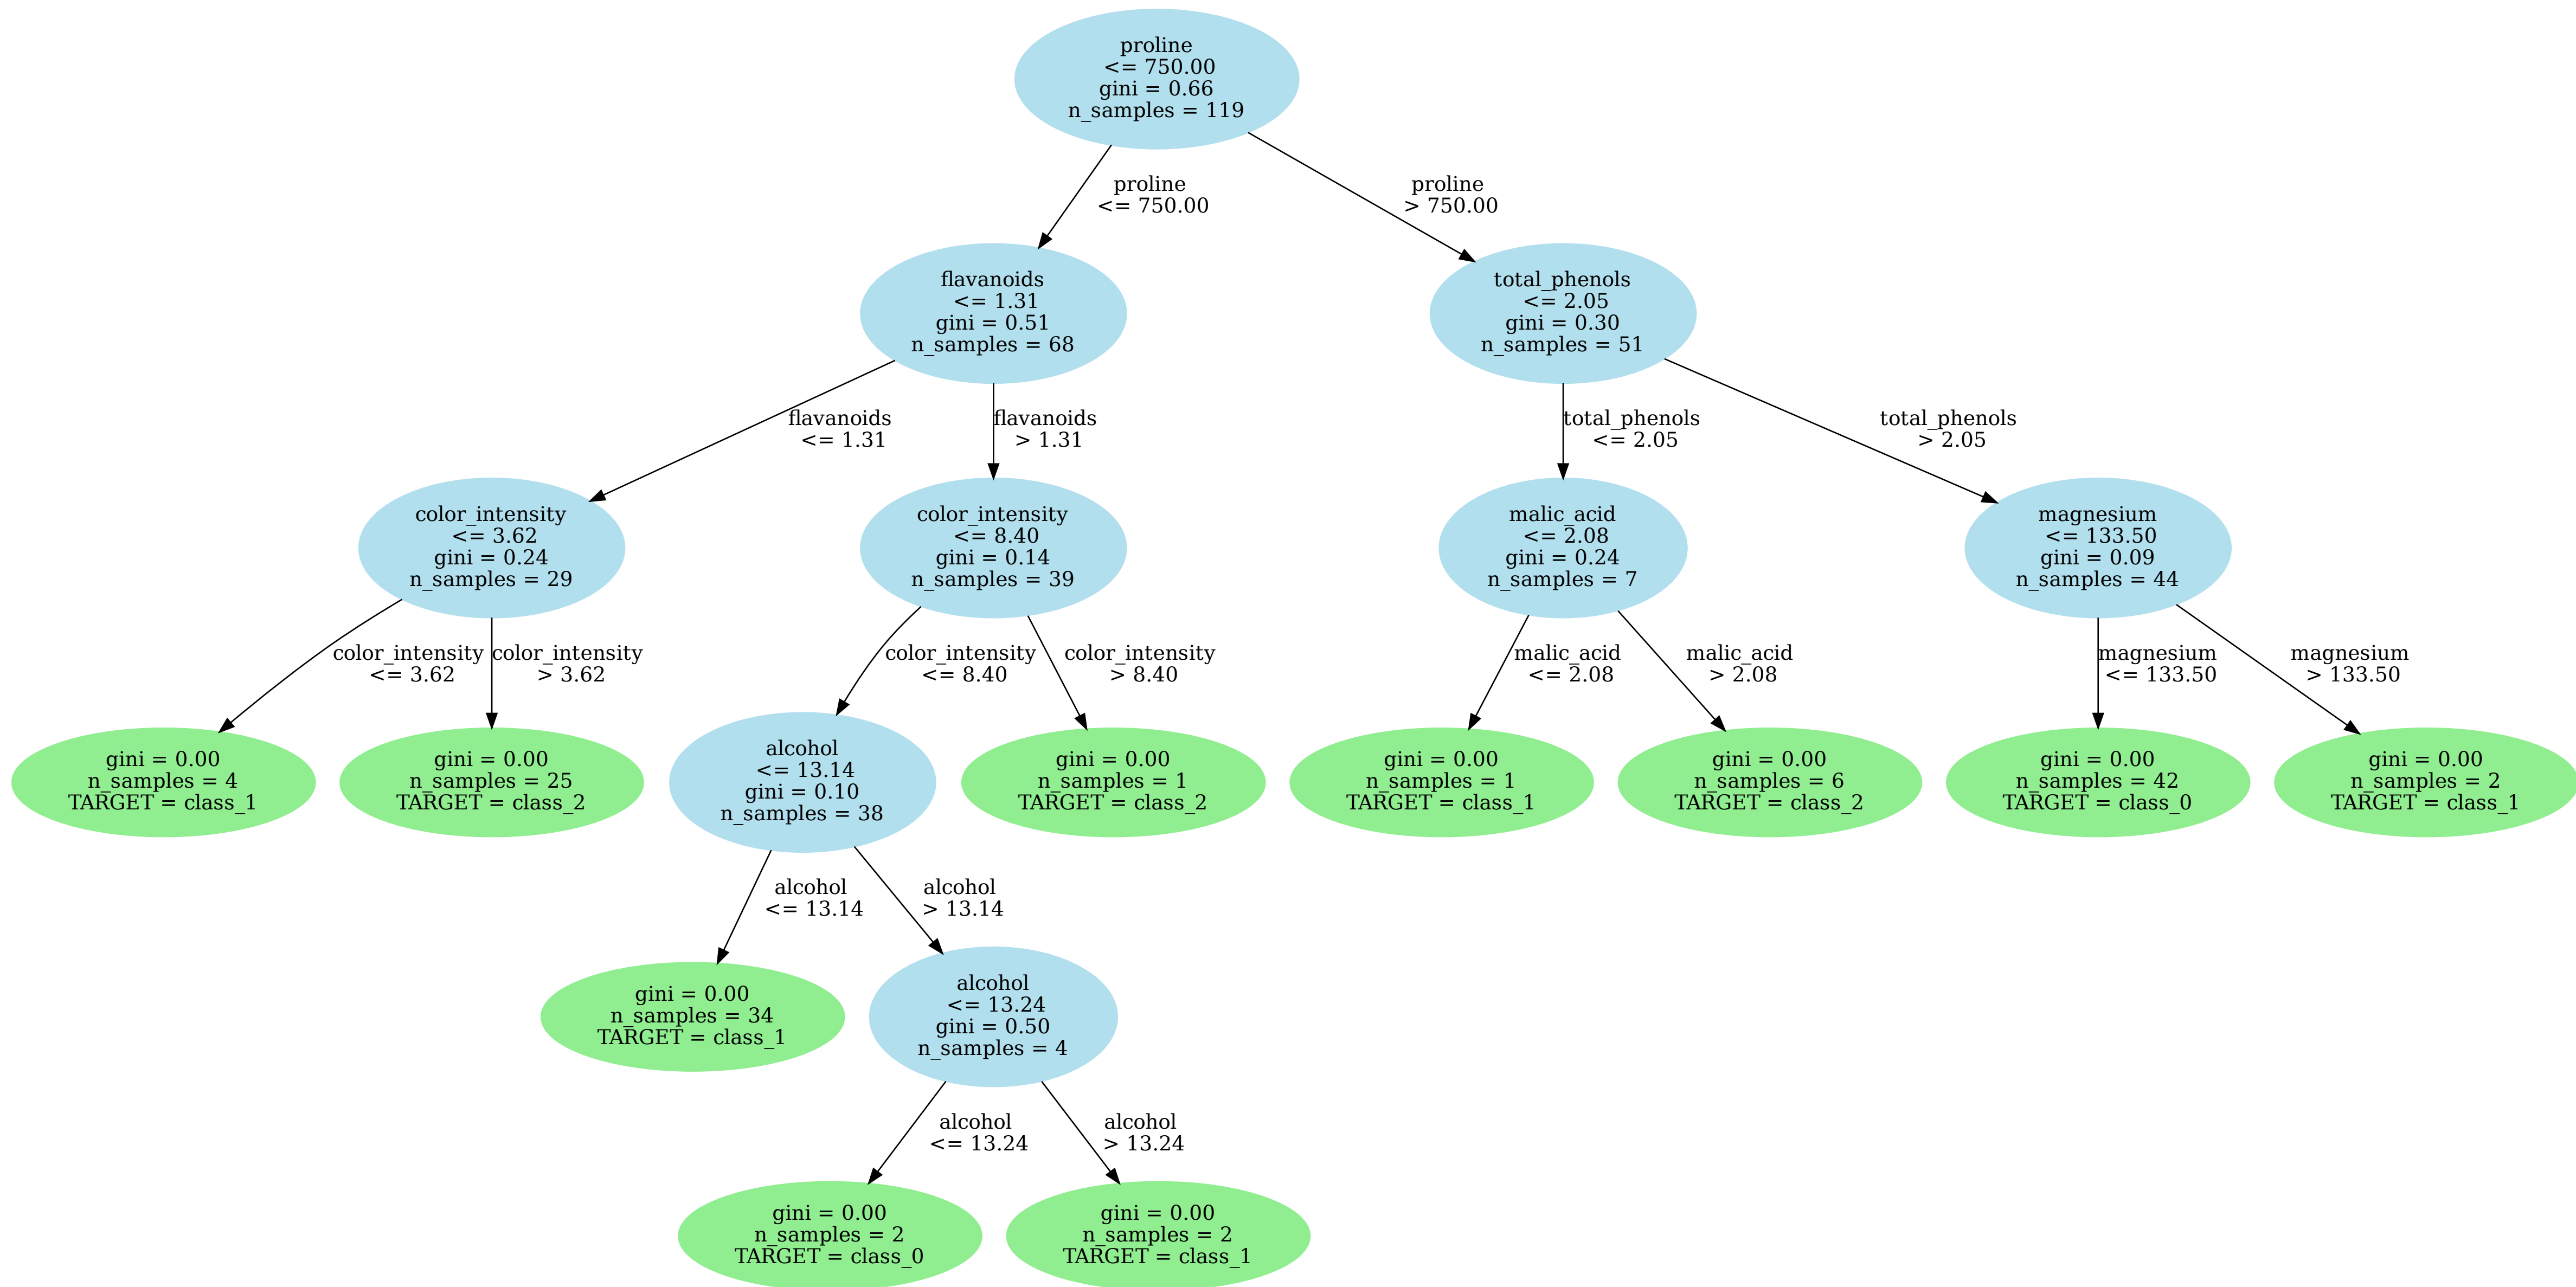 proline
<= 750.00
gini = 0.66
n_samples = 119
proline
<= 750.00
proline
> 750.00
flavanoids
<= 1.31
gini = 0.51
n_samples = 68
total_phenols
<= 2.05
gini = 0.30
n_samples = 51
flavanoids
<= 1.31
flavanoids
> 1.31
total_phenols
<= 2.05
total_phenols
> 2.05
color_intensity
<= 3.62
gini = 0.24
n_samples = 29
color_intensity
<= 8.40
gini = 0.14
n_samples = 39
malic_acid
<= 2.08
gini = 0.24
n_samples = 7
magnesium
<= 133.50
gini = 0.09
n_samples = 44
color_intensity
<= 3.62
color_intensity
> 3.62
color_intensity
<= 8.40
color_intensity
> 8.40
malic_acid
<= 2.08
malic_acid
> 2.08
magnesium
<= 133.50
magnesium
> 133.50
gini = 0.00
n_samples = 4
TARGET = class_1
gini = 0.00
n_samples = 25
TARGET = class_2
alcohol
<= 13.14
gini = 0.10
n_samples = 38
gini = 0.00
n_samples = 1
TARGET = class_2
gini = 0.00
n_samples = 1
TARGET = class_1
gini = 0.00
n_samples = 6
TARGET = class_2
gini = 0.00
n_samples = 42
TARGET = class_0
gini = 0.00
n_samples = 2
TARGET = class_1
alcohol
<= 13.14
alcohol
> 13.14
gini = 0.00
n_samples = 34
TARGET = class_1
alcohol
<= 13.24
gini = 0.50
n_samples = 4
alcohol
<= 13.24
alcohol
> 13.24
gini = 0.00
n_samples = 2
TARGET = class_0
gini = 0.00
n_samples = 2
TARGET = class_1